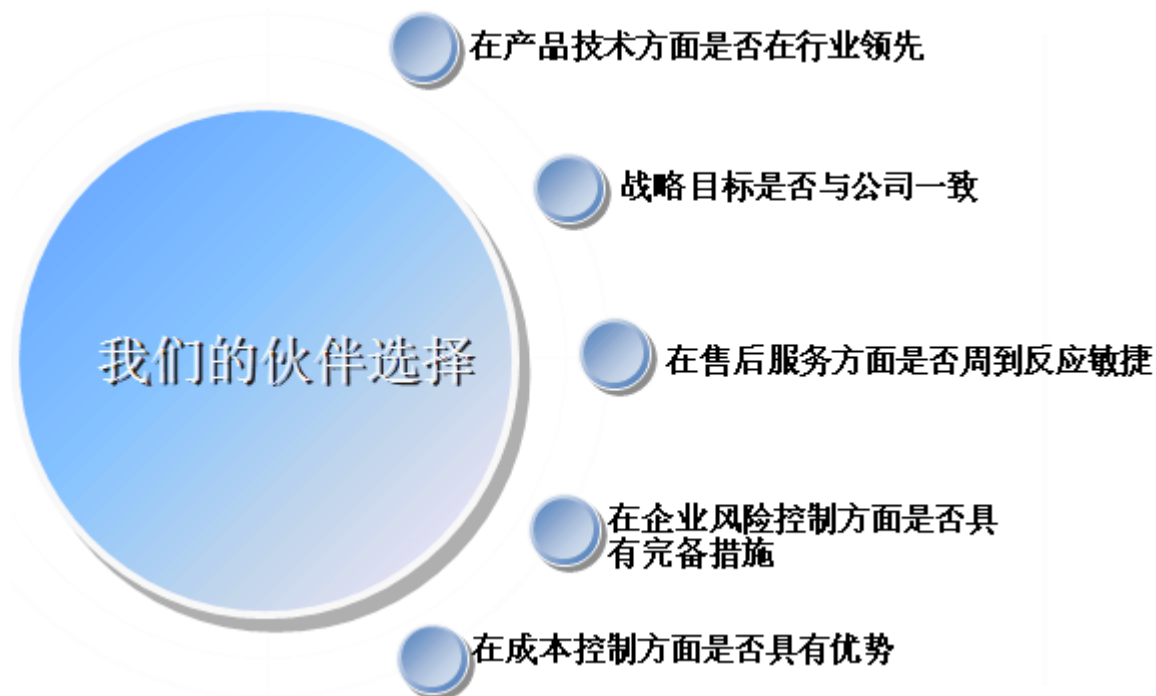 在产品技术方面是否在行业领先
战略目标是否与公司一致
我们的伙伴选择
在售后服务方面是否周到反应敏捷
在企业风险控制方面是否具
有完备措施
在成本控制方面是否具有优势